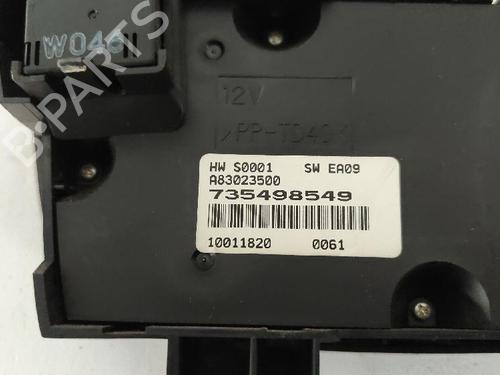 B-PARTS
W046
12V
>PP-TD40<
HW S0001 SW EA09
A83023500
735498549
10011820 0061